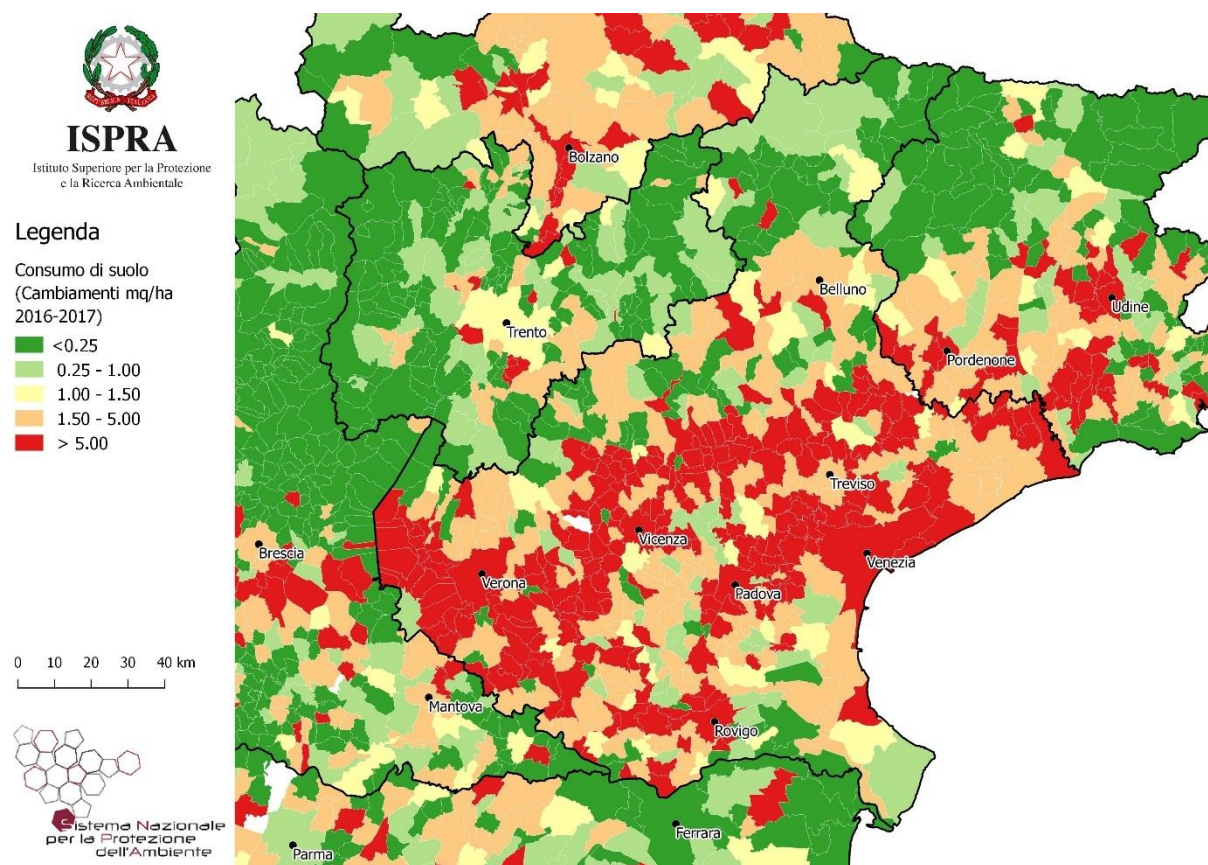 REPVBBLICA ITALIANA
ISPRA
Istituto Superiore per la Protezione
e la Ricerca Ambientale
Legenda
Consumo di suolo
(Cambiamenti mq/ha
2016-2017)
<0.25
0.25 - 1.00
1.00 - 1.50
1.50 - 5.00
> 5.00
0 10 20 30 40 km
Sistema Nazionale
per la Protezione
dell'Ambiente
Bolzano
Belluno
Udine
Trento
Pordenone
Treviso
Vicenza
Brescia
Venezia
Verona
Padova
Mantova
Rovigo
Ferrara
Parma